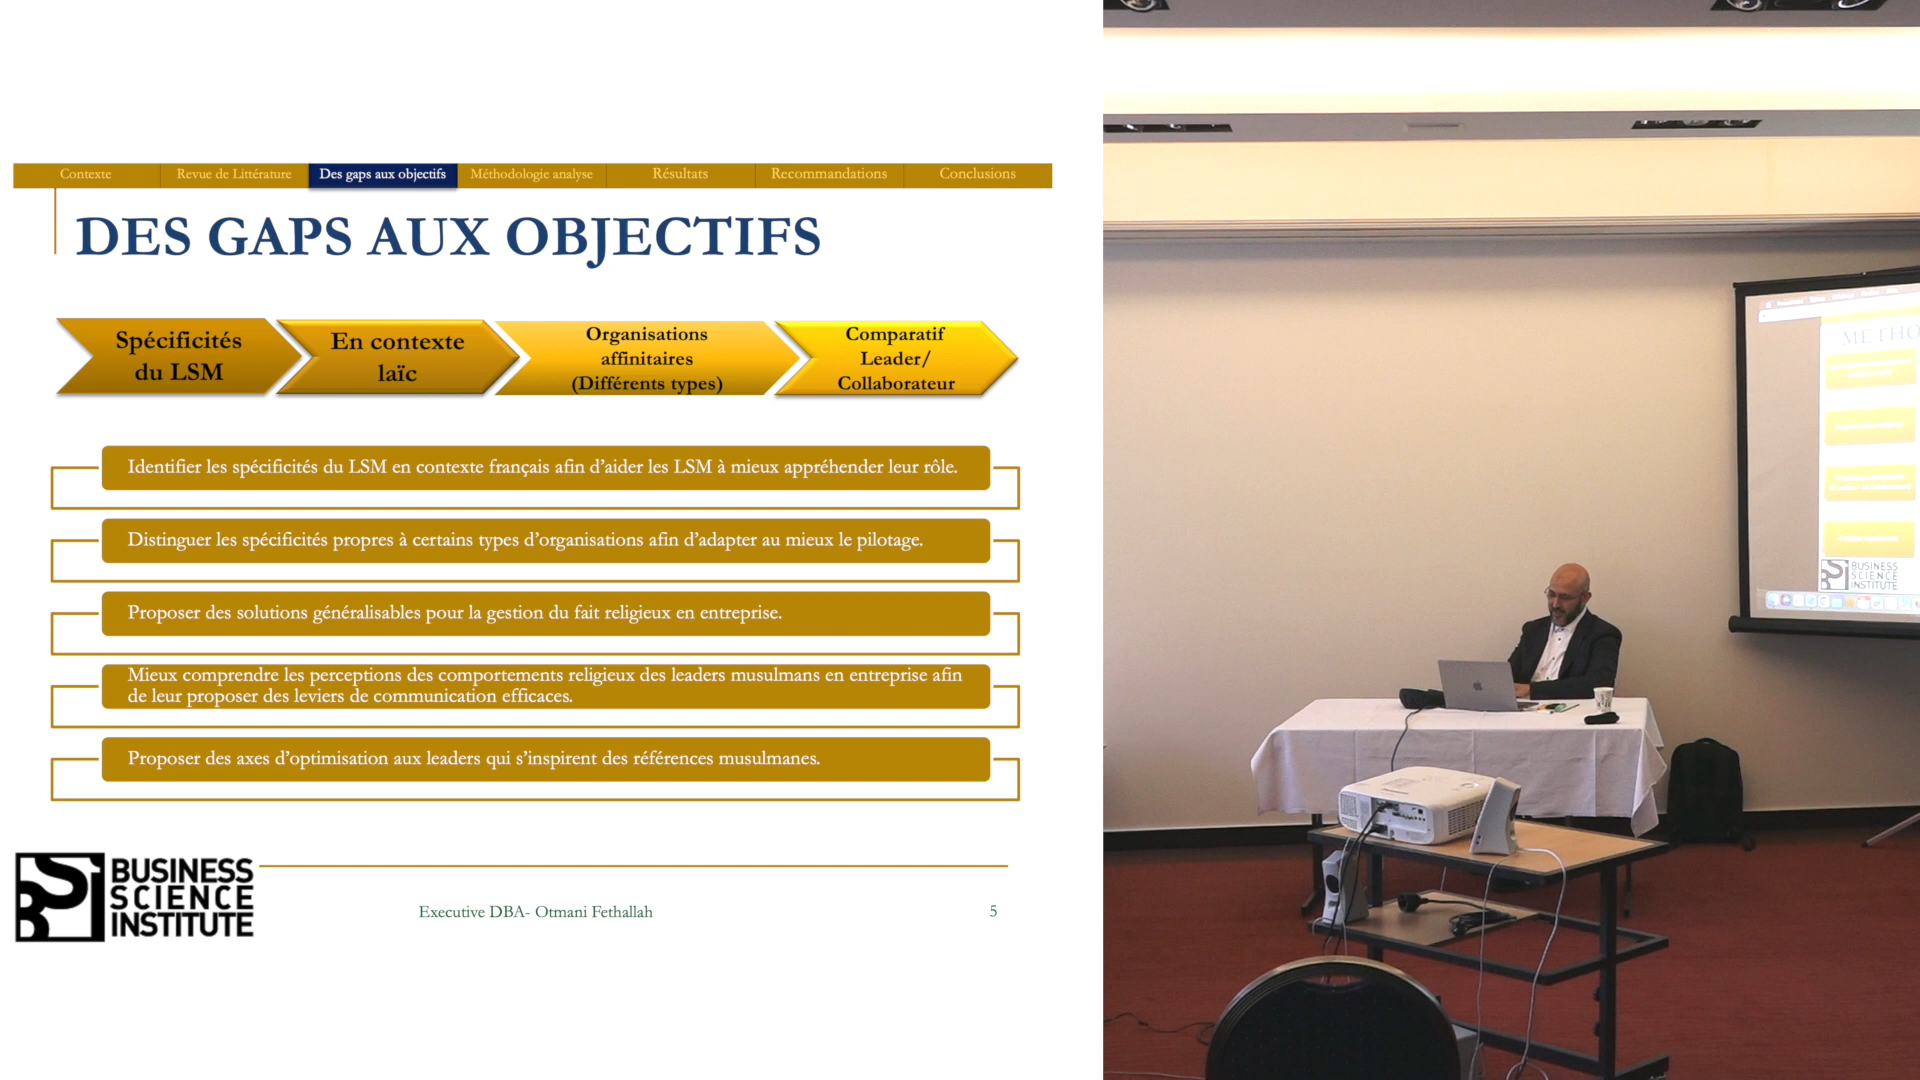 Contexte
Revue de Littérature
Des gaps aux objectifs
Méthodologie analyse
Résultats
Recommandations
Conclusions
DES GAPS AUX OBJECTIFS
Spécificités
du LSM
En contexte
laïc
Organisations
affinitaires
(Différents types)
Comparatif
Leader/
Collaborateur
Identifier les spécificités du LSM en contexte français afin d’aider les LSM à mieux appréhender leur rôle.
Distinguer les spécificités propres à certains types d’organisations afin d’adapter au mieux le pilotage.
Proposer des solutions généralisables pour la gestion du fait religieux en entreprise.
Mieux comprendre les perceptions des comportements religieux des leaders musulmans en entreprise afin
de leur proposer des leviers de communication efficaces.
Proposer des axes d’optimisation aux leaders qui s’inspirent des références musulmanes.
BUSINESS
SCIENCE
INSTITUTE
Executive DBA- Otmani Fethallah
5
METHO
BUSINESS
SCIENCE
INSTITUTE